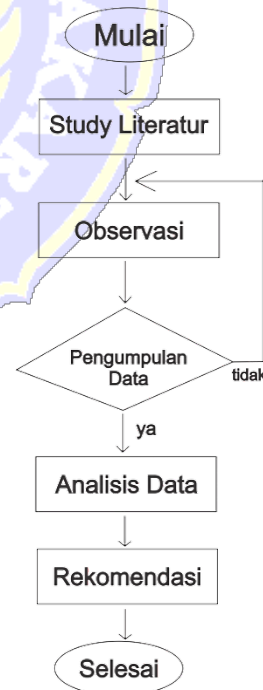 Mulai
Study Literatur
Observasi
Pengumpulan
Data
tidak
ya
Analisis Data
Rekomendasi
Selesai